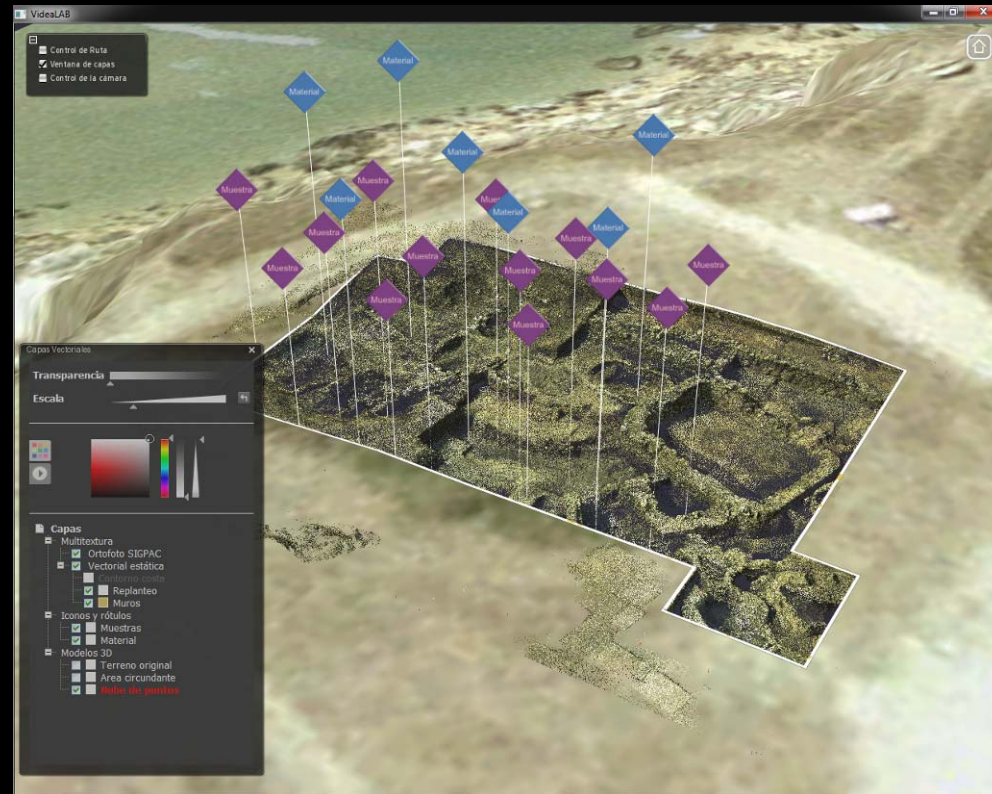 VideaLAB
Control de Ruta
Ventana de capas
Control de la cámara
Material
Material
Material
Material
Muestra
Muestra
Material
Mues
Material
Muestra
Material
Muestra
Muestra
Muestra
Muestra
Muestra
Muestra
Muestra
Muestra
Muestra
Capas Vectoriales
Transparencia
Escala
Capas
Multitextura
Ortofoto SIGPAC
Vectorial estática
Contorno costa
Replanteo
Muros
Iconos y rótulos
Muestras
Material
Modelos 3D
Terreno original
Area circundante
Nube de puntos